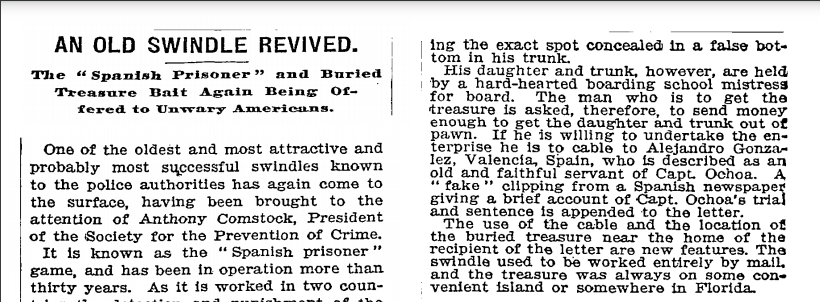 AN OLD SWINDLE REVIVED.
The "Spanish Prisoner" and Buried
Treasure Bait Again Being Of-
fered to Unwary Americans.
One of the oldest and most attractive and
probably most successful swindles known
to the police authorities has again come to
the surface, having been brought to the
attention of Anthony Comstock, President
of the Society for the Prevention of Crime.
It is known as the "Spanish prisoner"
game, and has been in operation more than
thirty years. As it is worked in two coun-
ing the exact spot concealed in a false bot-
tom in his trunk.
His daughter and trunk, however, are held
by a hard-hearted boarding school mistress
for board. The man who is to get the
treasure is asked, therefore, to send money
enough to get the daughter and trunk out of
pawn. If he is willing to undertake the en-
terprise he is to cable to Alejandro Gonza-
lez, Valencia, Spain, who is described as an
old and faithful servant of Capt. Ochoa. A
"fake" clipping from a Spanish newspaper
giving a brief account of Capt. Ochoa's trial
and sentence is appended to the letter.
The use of the cable and the location of
the buried treasure near the home of the
recipient of the letter are new features. The
swindle used to be worked entirely by mail,
and the treasure was always on some con-
venient island or somewhere in Florida.